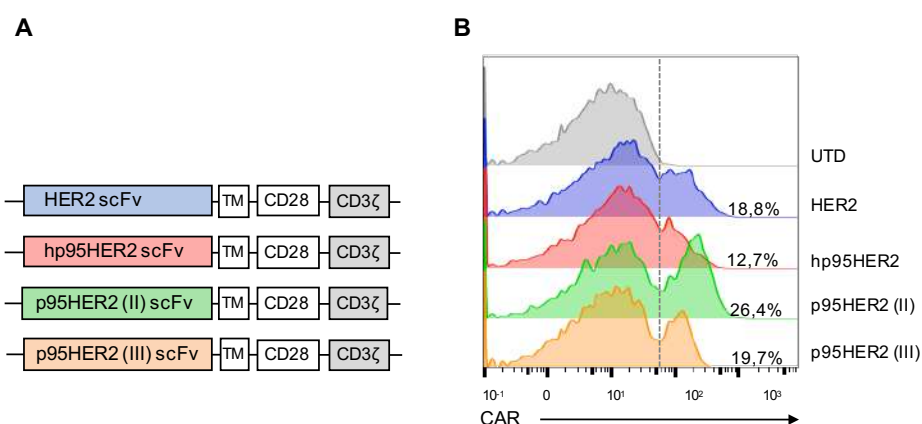 A
B
HER2 scFv TM CD28 CD3ζ
hp95HER2 scFv TM CD28 CD3ζ
p95HER2 (II) scFv TM CD28 CD3ζ
p95HER2 (III) scFv TM CD28 CD3ζ
UTD
18,8% HER2
12,7% hp95HER2
26,4% p95HER2 (II)
19,7% p95HER2 (III)
10-1 0 10¹ 10² 10³
CAR